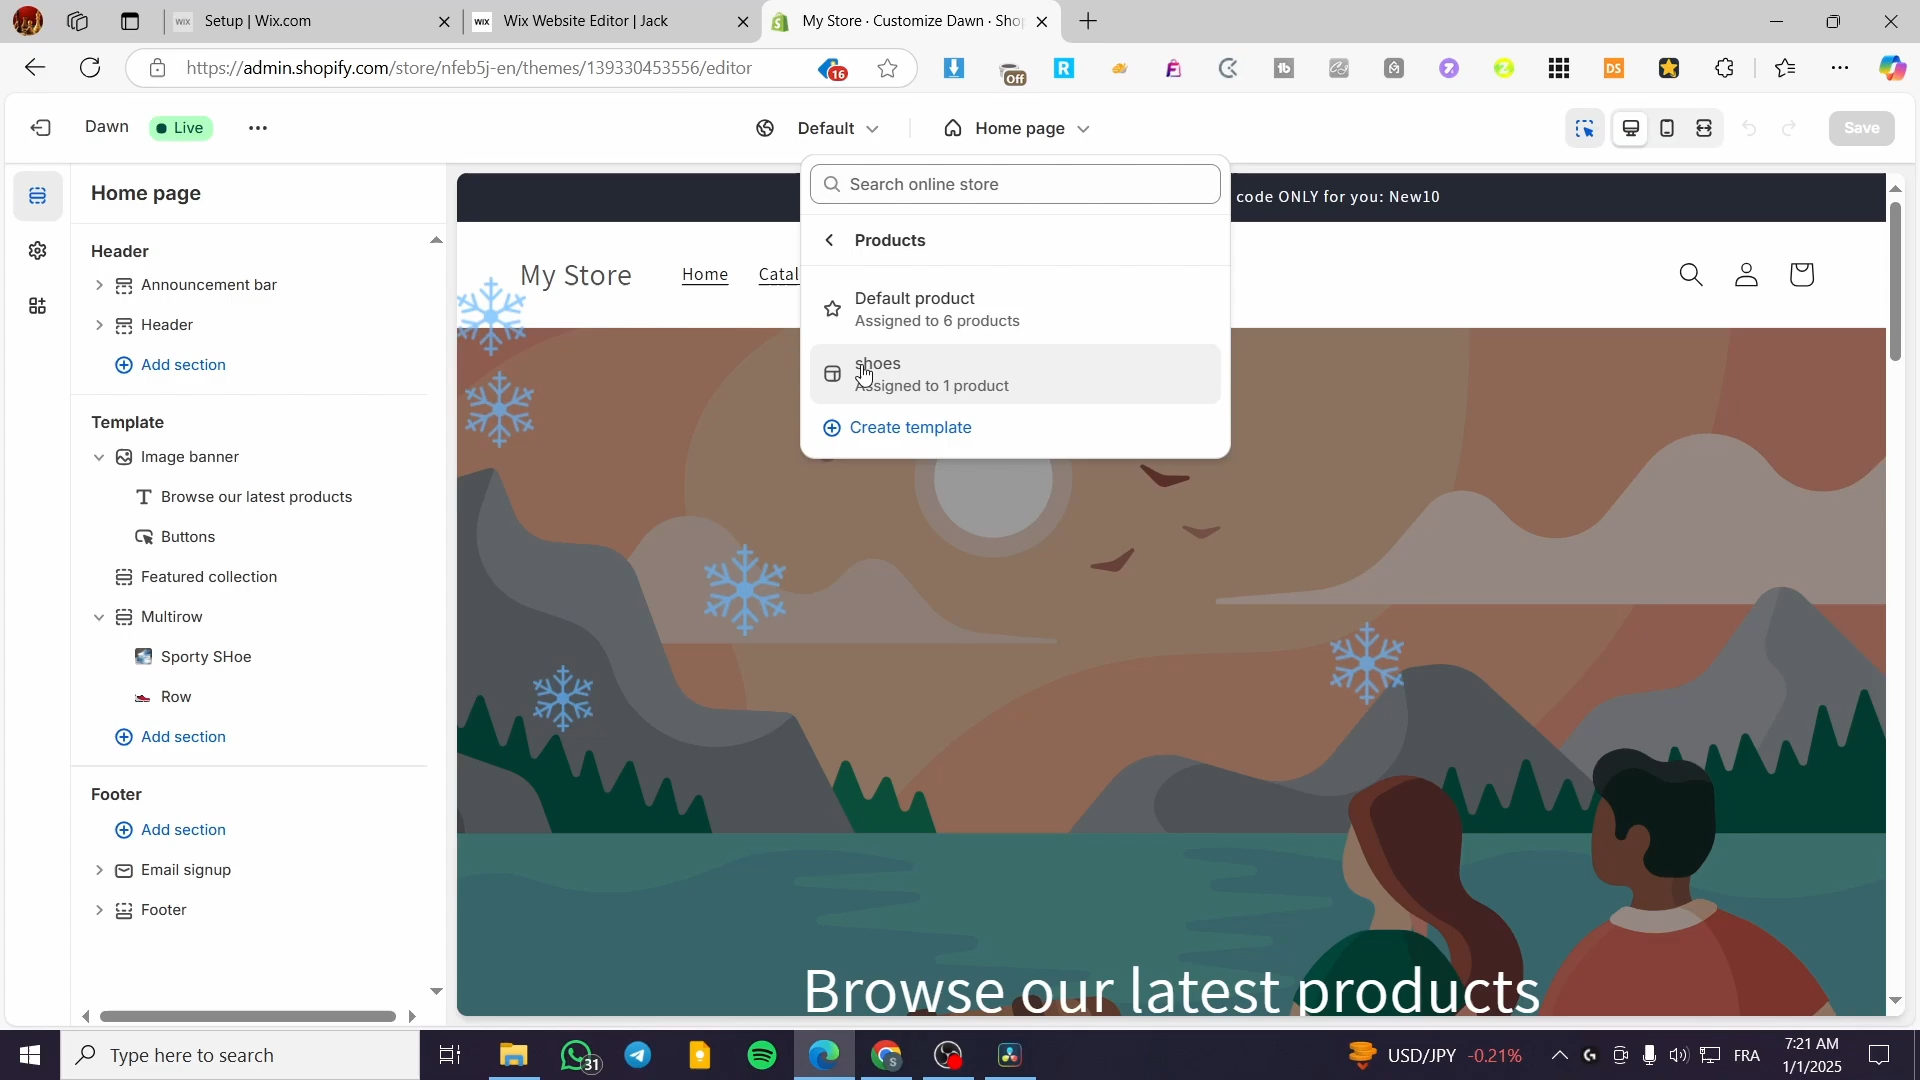 Setup | Wix.com
Wix Website Editor | Jack
My Store · Customize Dawn · Sho
https://admin.shopify.com/store/nfeb5j-en/themes/139330453556/editor
16
Off
Dawn
Live
Default
Home page
Save
Home page
Header
Announcement bar
Header
Add section
Template
Image banner
Browse our latest products
Buttons
Featured collection
Multirow
Sporty SHoe
Row
Add section
Footer
Add section
Email signup
Footer
Search online store
Products
Default product
Assigned to 6 products
shoes
Assigned to 1 product
Create template
code ONLY for you: New10
My Store
Home
Catal
Browse our latest products
Type here to search
31
USD/JPY -0.21%
FRA
7:21 AM
1/1/2025